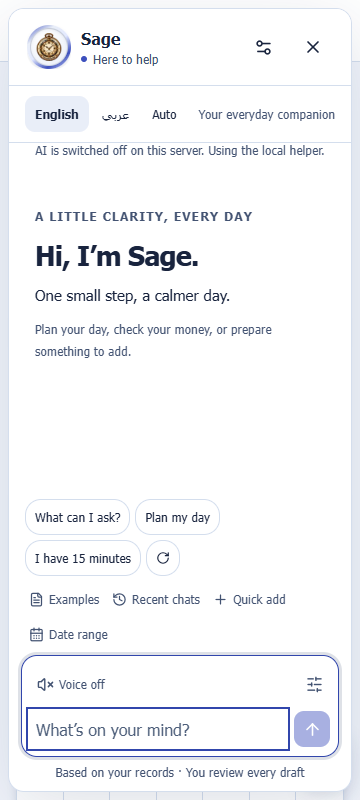 Sage
Here to help
English عربي Auto Your everyday companion
AI is switched off on this server. Using the local helper.
A LITTLE CLARITY, EVERY DAY
Hi, I’m Sage.
One small step, a calmer day.
Plan your day, check your money, or prepare
something to add.
What can I ask? Plan my day
I have 15 minutes
Examples Recent chats Quick add
Date range
Voice off
What’s on your mind?
Based on your records · You review every draft